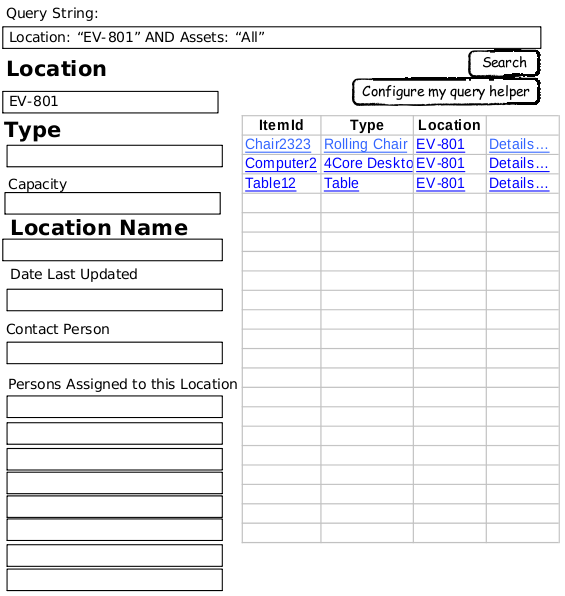 Query String:
Location: “EV-801” AND Assets: “All”
Search
Configure my query helper
Location
EV-801
Type
Capacity
Location Name
Date Last Updated
Contact Person
Persons Assigned to this Location
ItemId Type Location
Chair2323 Rolling Chair EV-801 Details...
Computer2 4Core Deskto EV-801 Details...
Table12 Table EV-801 Details...